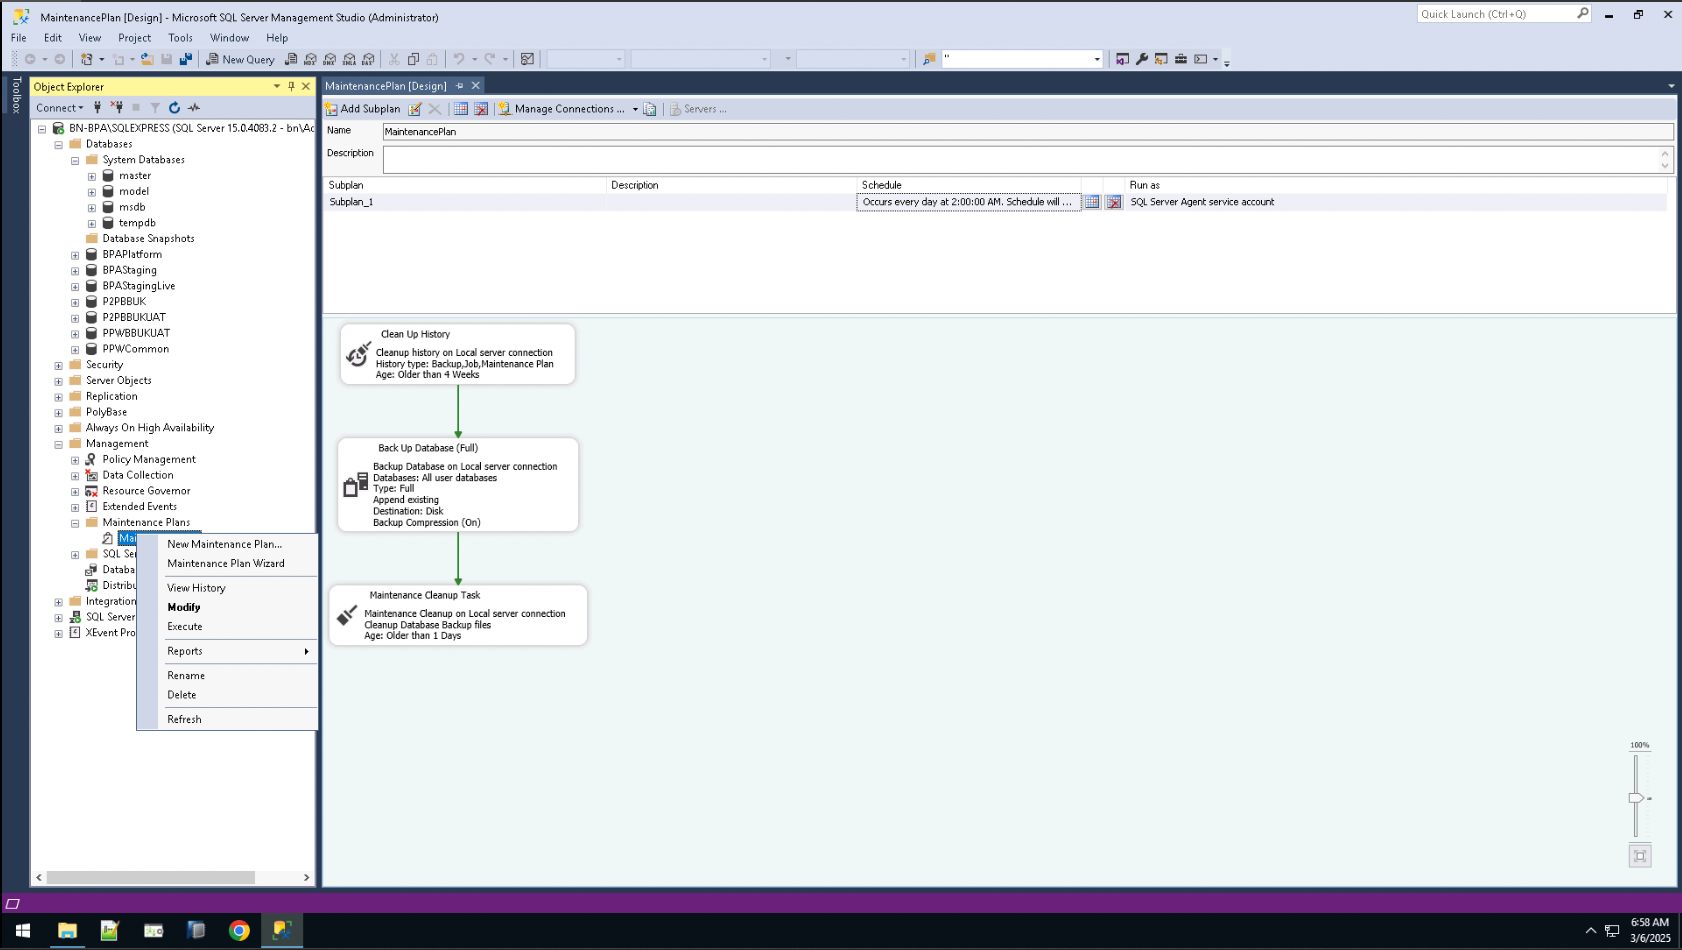 MaintenancePlan [Design] - Microsoft SQL Server Management Studio (Administrator)
Quick Launch (Ctrl+Q)
File Edit View Project Tools Window Help
New Query
"
Toolbox
Object Explorer
Connect
BN-BPA\SQLEXPRESS (SQL Server 15.0.4083.2 - bn\Ac
Databases
System Databases
master
model
msdb
tempdb
Database Snapshots
BPAPlatform
BPAStaging
BPAStagingLive
P2PBBUK
P2PBBUKUAT
PPWBBUKUAT
PPWCommon
Security
Server Objects
Replication
PolyBase
Always On High Availability
Management
Policy Management
Data Collection
Resource Governor
Extended Events
Maintenance Plans
Mai
SQL Se
Databa
Distribu
Integration
SQL Server
XEvent Pro
New Maintenance Plan...
Maintenance Plan Wizard
View History
Modify
Execute
Reports
Rename
Delete
Refresh
MaintenancePlan [Design]
Add Subplan Manage Connections ... Servers ...
Name MaintenancePlan
Description
Subplan Description Schedule Run as
Subplan_1 Occurs every day at 2:00:00 AM. Schedule will ... SQL Server Agent service account
Clean Up History
Cleanup history on Local server connection
History type: Backup,Job,Maintenance Plan
Age: Older than 4 Weeks
Back Up Database (Full)
Backup Database on Local server connection
Databases: All user databases
Type: Full
Append existing
Destination: Disk
Backup Compression (On)
Maintenance Cleanup Task
Maintenance Cleanup on Local server connection
Cleanup Database Backup files
Age: Older than 1 Days
100%
6:58 AM
3/6/2025